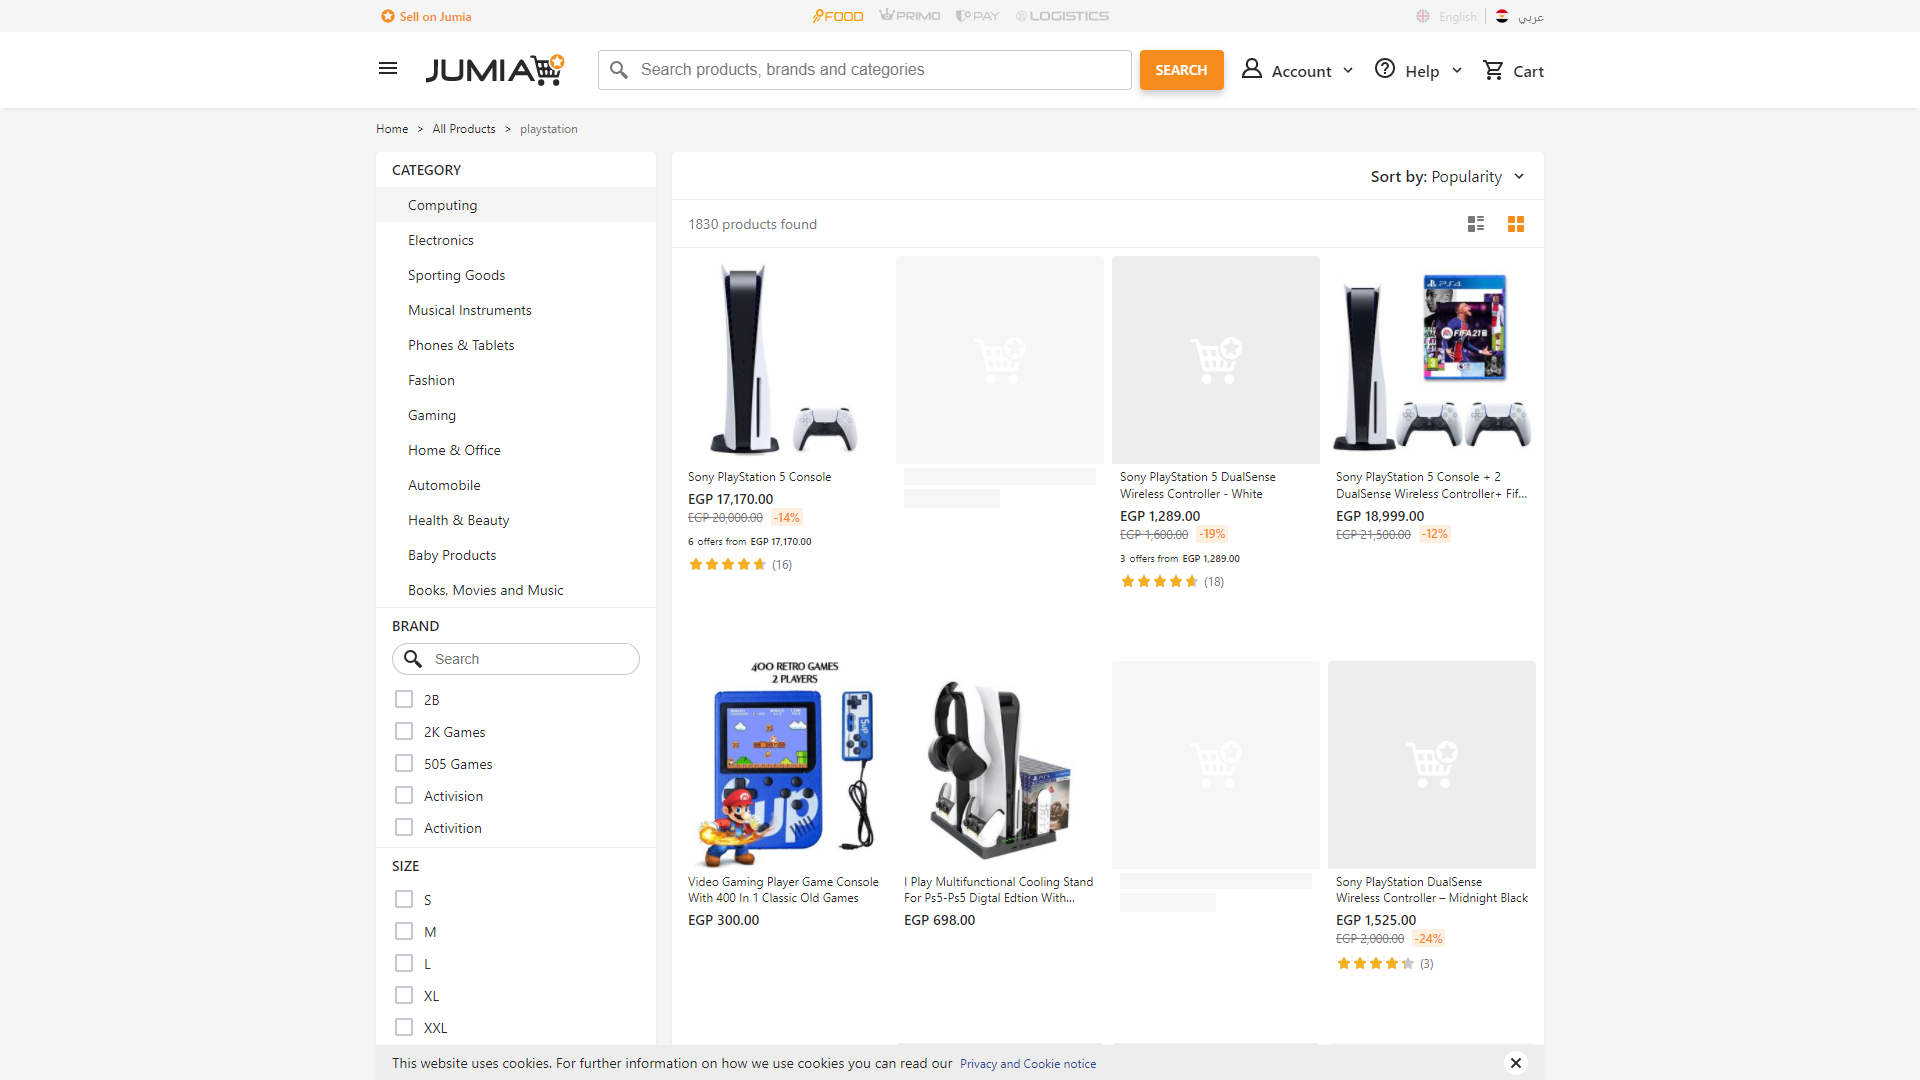 Sell on Jumia
FOOD
PRIMO
PAY
LOGISTICS
English
عربي
JUMIA
Search products, brands and categories
SEARCH
Account
Help
Cart
Home > All Products > playstation
CATEGORY
Computing
Electronics
Sporting Goods
Musical Instruments
Phones & Tablets
Fashion
Gaming
Home & Office
Automobile
Health & Beauty
Baby Products
Books, Movies and Music
BRAND
Search
2B
2K Games
505 Games
Activision
Activition
SIZE
S
M
L
XL
XXL
Sort by: Popularity
1830 products found
Sony PlayStation 5 Console
EGP 17,170.00
EGP 20,000.00 -14%
6 offers from EGP 17,170.00
(16)
Sony PlayStation 5 DualSense
Wireless Controller - White
EGP 1,289.00
EGP 1,600.00 -19%
3 offers from EGP 1,289.00
(18)
PS4
FIFA 21
Sony PlayStation 5 Console + 2
DualSense Wireless Controller+ Fif...
EGP 18,999.00
EGP 21,500.00 -12%
400 RETRO GAMES
2 PLAYERS
SUP
Sup
Video Gaming Player Game Console
With 400 In 1 Classic Old Games
EGP 300.00
I Play Multifunctional Cooling Stand
For Ps5-Ps5 Digtal Edtion With...
EGP 698.00
Sony PlayStation DualSense
Wireless Controller – Midnight Black
EGP 1,525.00
EGP 2,000.00 -24%
(3)
This website uses cookies. For further information on how we use cookies you can read our Privacy and Cookie notice